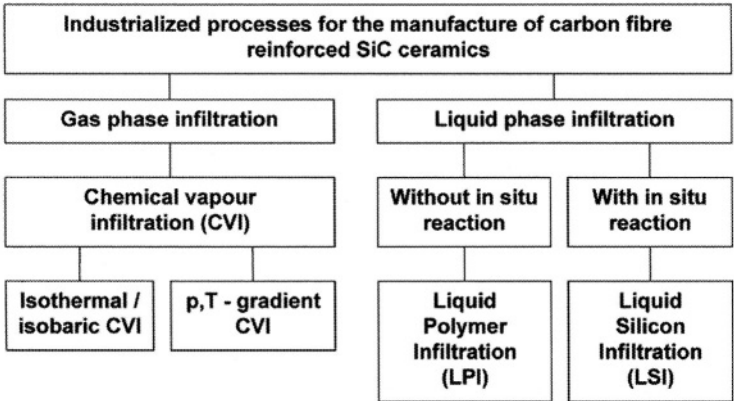 Industrialized processes for the manufacture of carbon fibre
reinforced SiC ceramics
Gas phase infiltration
Liquid phase infiltration
Chemical vapour
infiltration (CVI)
Without in situ
reaction
With in situ
reaction
Isothermal /
isobaric CVI
p,T - gradient
CVI
Liquid
Polymer
Infiltration
(LPI)
Liquid
Silicon
Infiltration
(LSI)